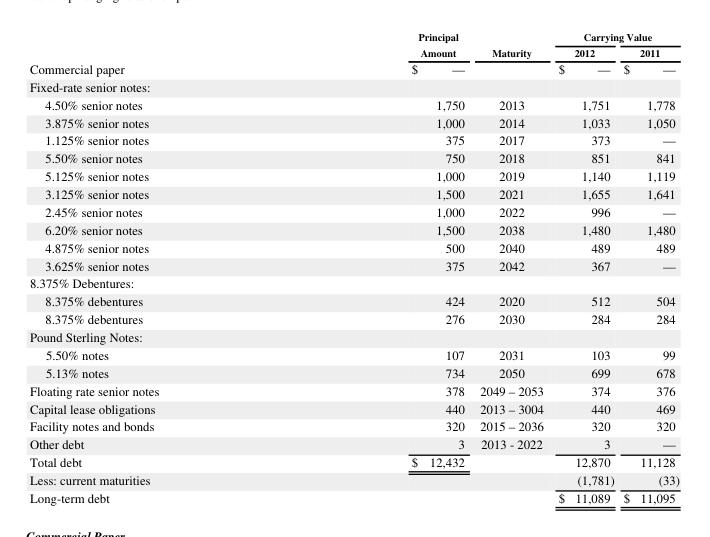 Principal Carrying Value
Amount Maturity 2012 2011
Commercial paper $ — $ — $ —
Fixed-rate senior notes:
4.50% senior notes 1,750 2013 1,751 1,778
3.875% senior notes 1,000 2014 1,033 1,050
1.125% senior notes 375 2017 373 —
5.50% senior notes 750 2018 851 841
5.125% senior notes 1,000 2019 1,140 1,119
3.125% senior notes 1,500 2021 1,655 1,641
2.45% senior notes 1,000 2022 996 —
6.20% senior notes 1,500 2038 1,480 1,480
4.875% senior notes 500 2040 489 489
3.625% senior notes 375 2042 367 —
8.375% Debentures:
8.375% debentures 424 2020 512 504
8.375% debentures 276 2030 284 284
Pound Sterling Notes:
5.50% notes 107 2031 103 99
5.13% notes 734 2050 699 678
Floating rate senior notes 378 2049 – 2053 374 376
Capital lease obligations 440 2013 – 3004 440 469
Facility notes and bonds 320 2015 – 2036 320 320
Other debt 3 2013 - 2022 3 —
Total debt $ 12,432 12,870 11,128
Less: current maturities (1,781) (33)
Long-term debt $ 11,089 $ 11,095
Commercial Paper